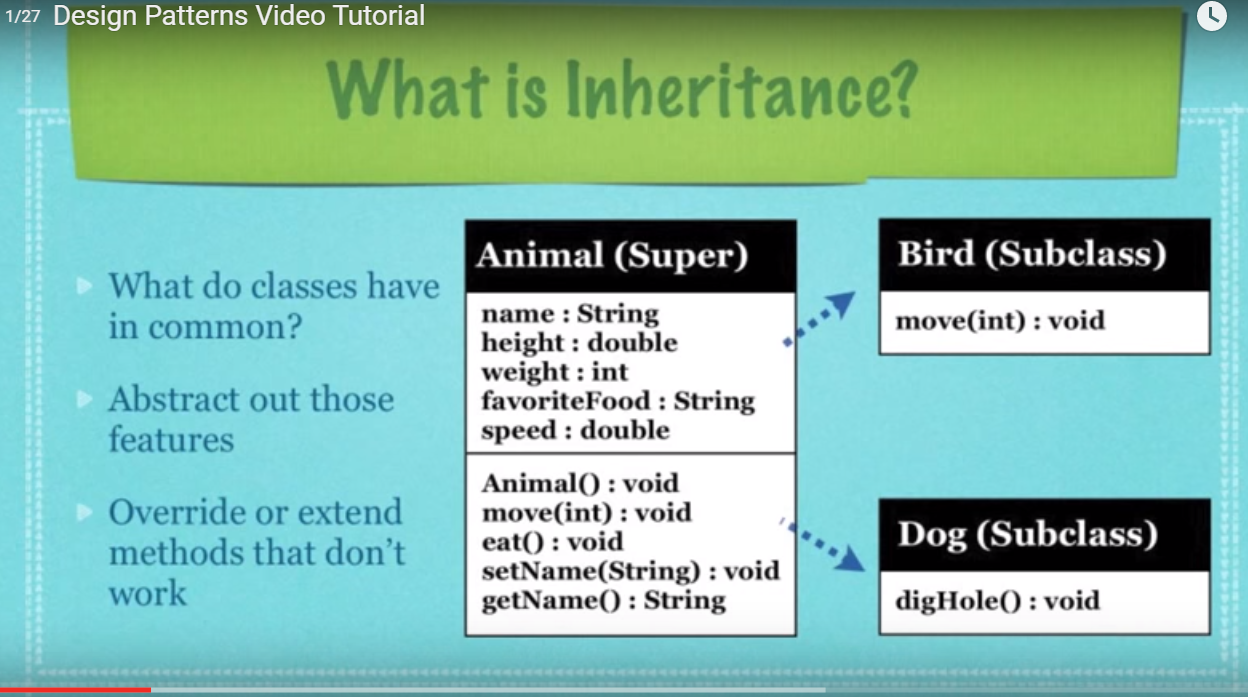 1/27 Design Patterns Video Tutorial
What is Inheritance?
What do classes have
in common?
Abstract out those
features
Override or extend
methods that don't
work
Animal (Super)
name : String
height : double
weight : int
favoriteFood : String
speed : double
Animal() : void
move(int) : void
eat() : void
setName(String) : void
getName() : String
Bird (Subclass)
move(int) : void
Dog (Subclass)
digHole() : void